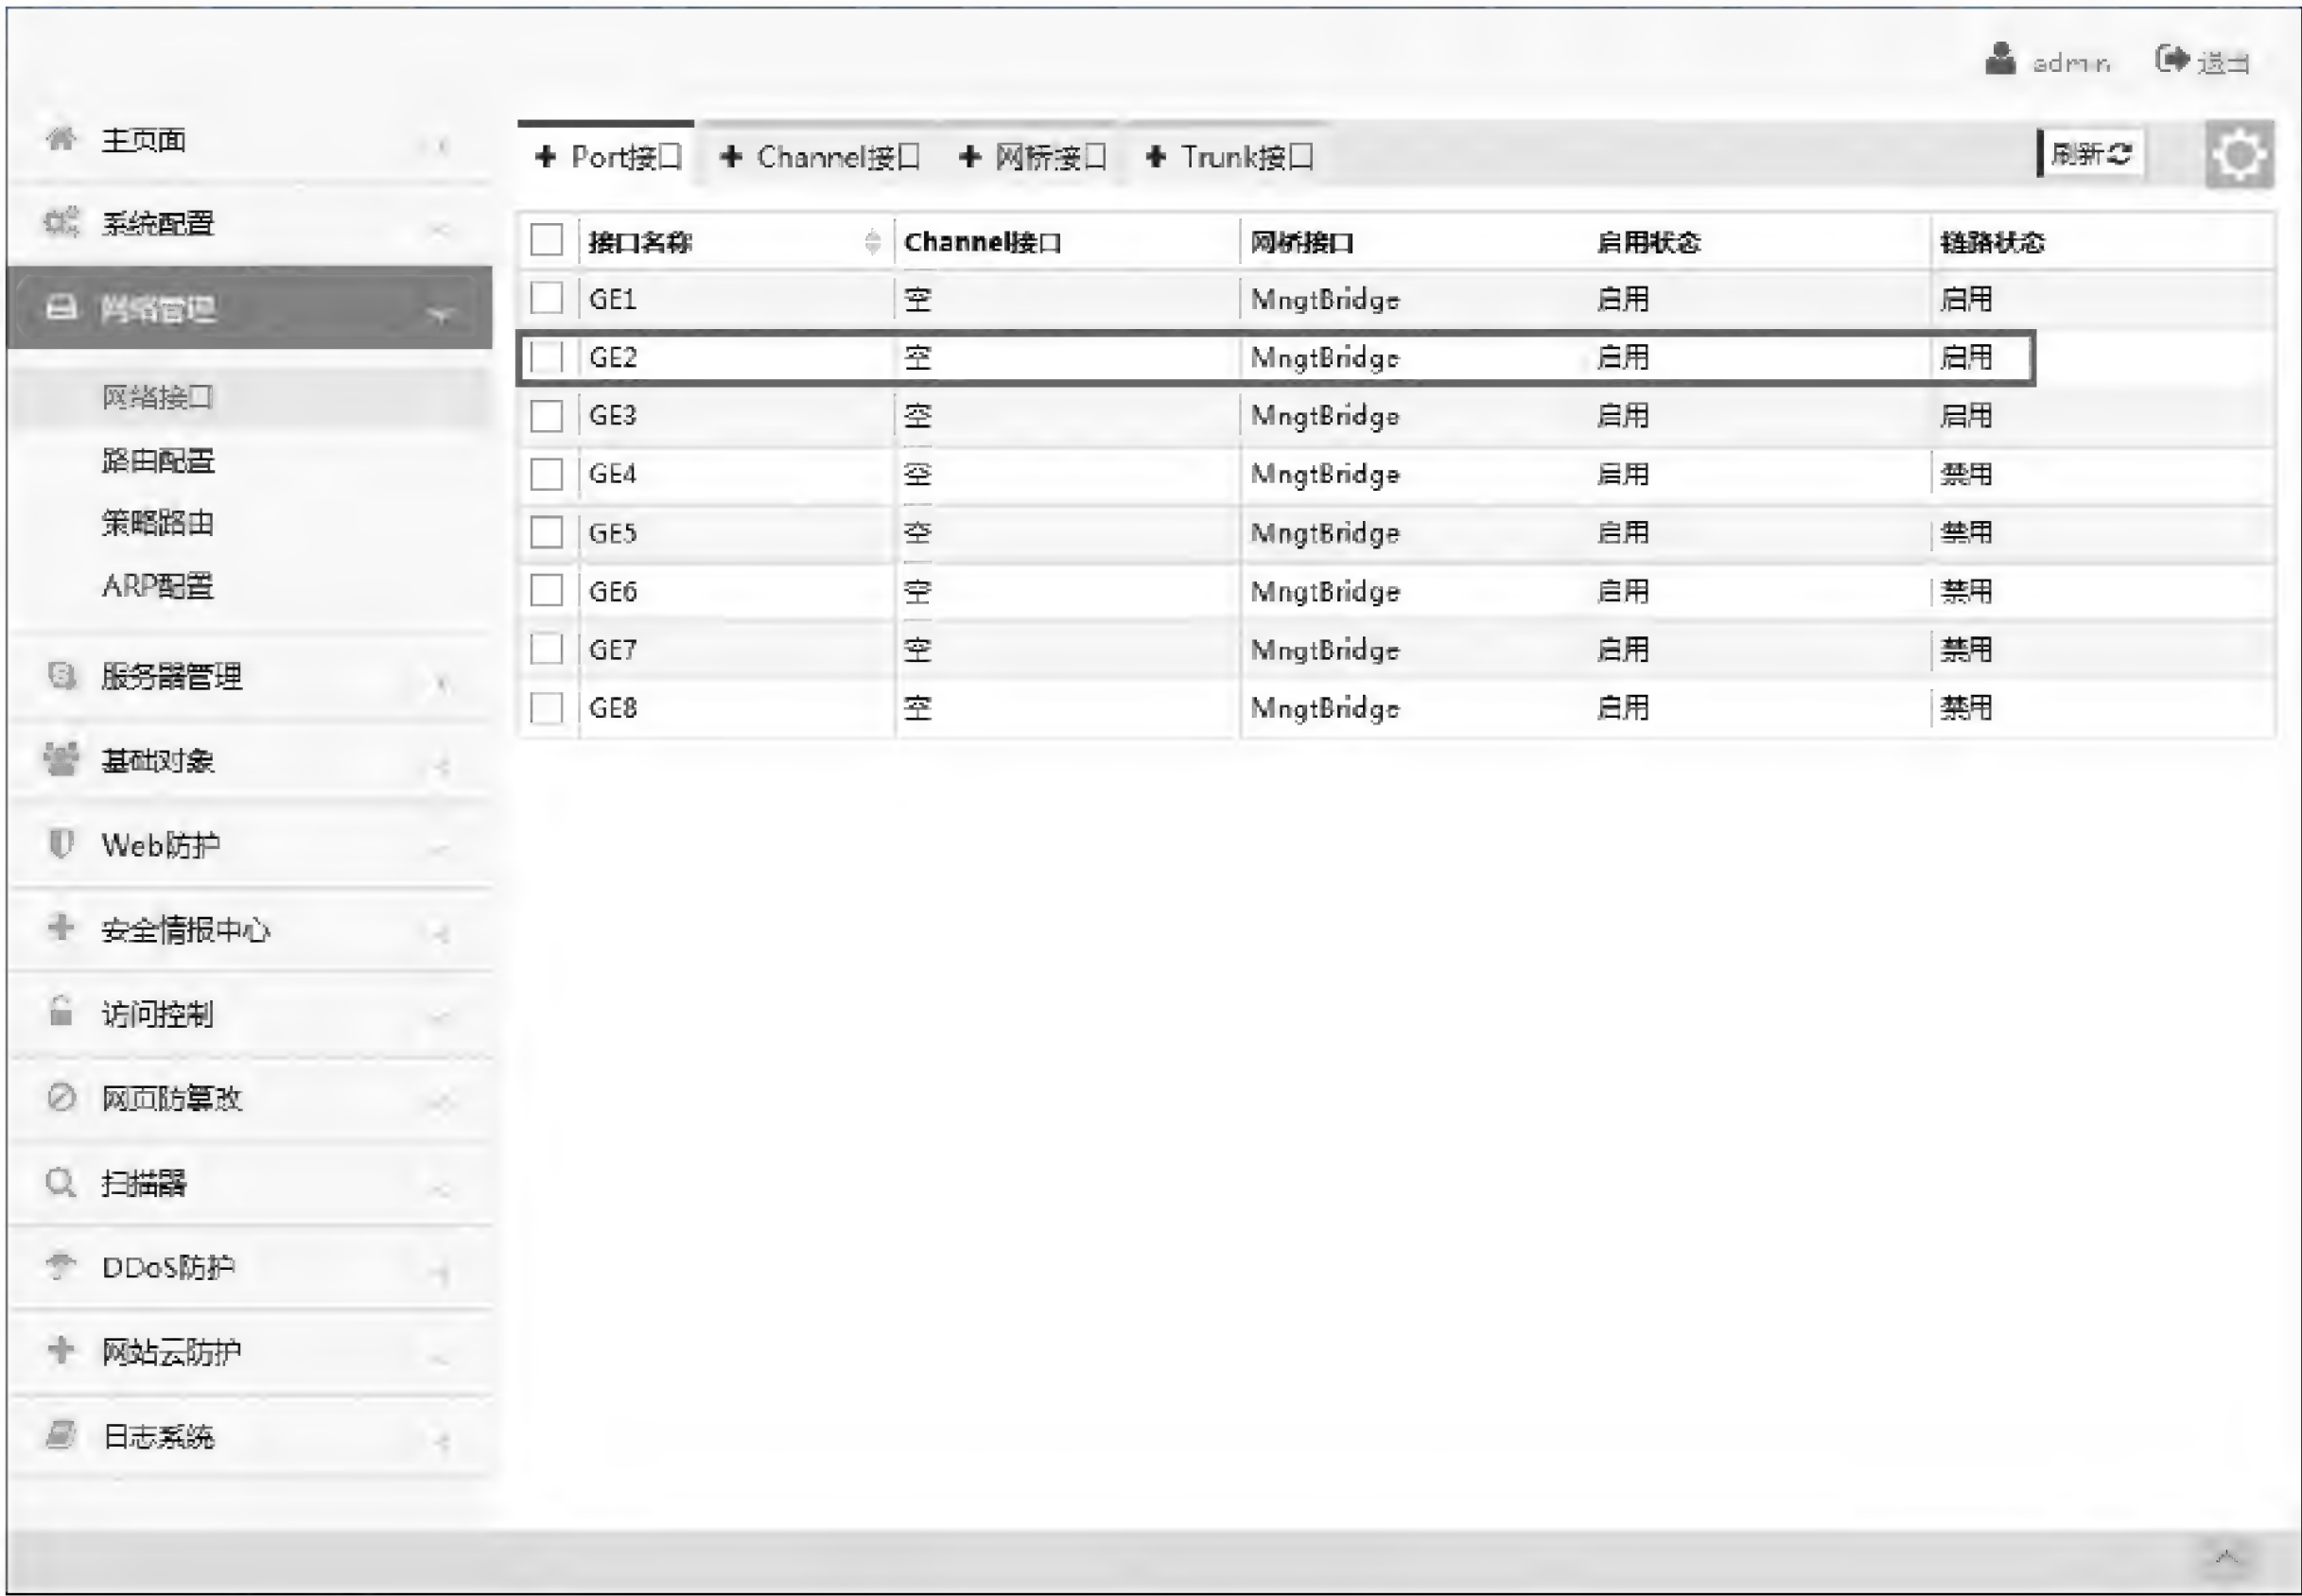 admin 退出
主页面
系统配置
网络管理
网络接口
路由配置
策略路由
ARP配置
服务器管理
基础对象
Web防护
安全情报中心
访问控制
网页防篡改
扫描器
DDoS防护
网站云防护
日志系统
Port接口 Channel接口 网桥接口 Trunk接口 刷新
接口名称 Channel接口 网桥接口 启用状态 链路状态
GE1 空 MngtBridge 启用 启用
GE2 空 MngtBridge 启用 启用
GE3 空 MngtBridge 启用 启用
GE4 空 MngtBridge 启用 禁用
GE5 空 MngtBridge 启用 禁用
GE6 空 MngtBridge 启用 禁用
GE7 空 MngtBridge 启用 禁用
GE8 空 MngtBridge 启用 禁用